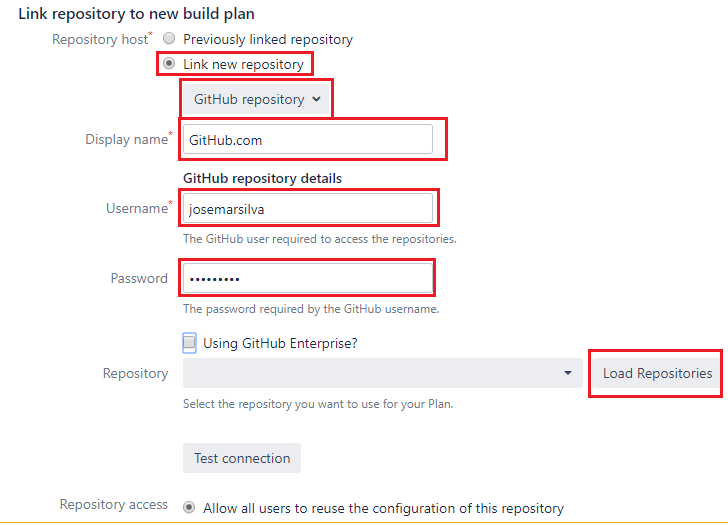 Link repository to new build plan
Repository host* Previously linked repository
Link new repository
GitHub repository
Display name* GitHub.com
GitHub repository details
Username* josemarsilva
The GitHub user required to access the repositories.
Password •••••••••
The password required by the GitHub username.
Using GitHub Enterprise?
Repository Load Repositories
Select the repository you want to use for your Plan.
Test connection
Repository access Allow all users to reuse the configuration of this repository